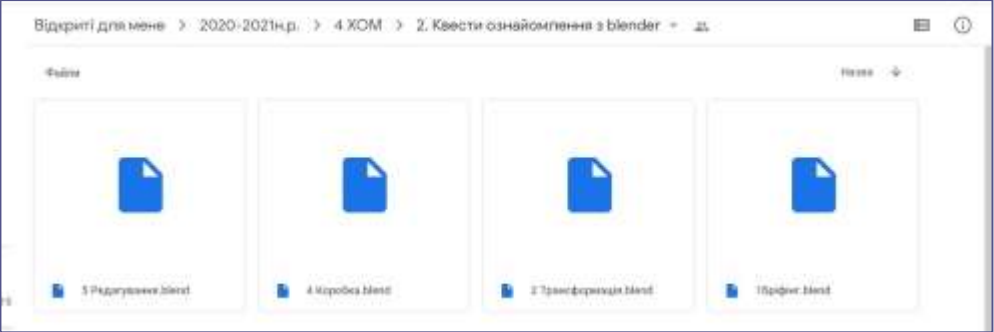 Відкриті для мене > 2020-2021н.р. > 4 ХОМ > 2. Квести ознайомлення з blender
Файли
Назва
5 Редагування.blend
4 Коробка.blend
2 Трансформація.blend
1Бріфінг.blend